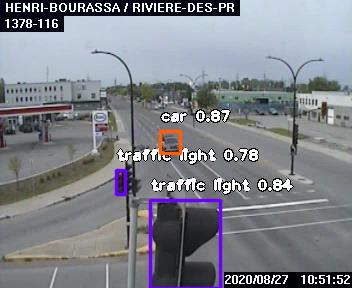 HENRI-BOURASSA / RIVIERE-DES-PR
1378-116
car 0.87
traffic light 0.78
traffic light 0.84
2020/08/27 10:51:52